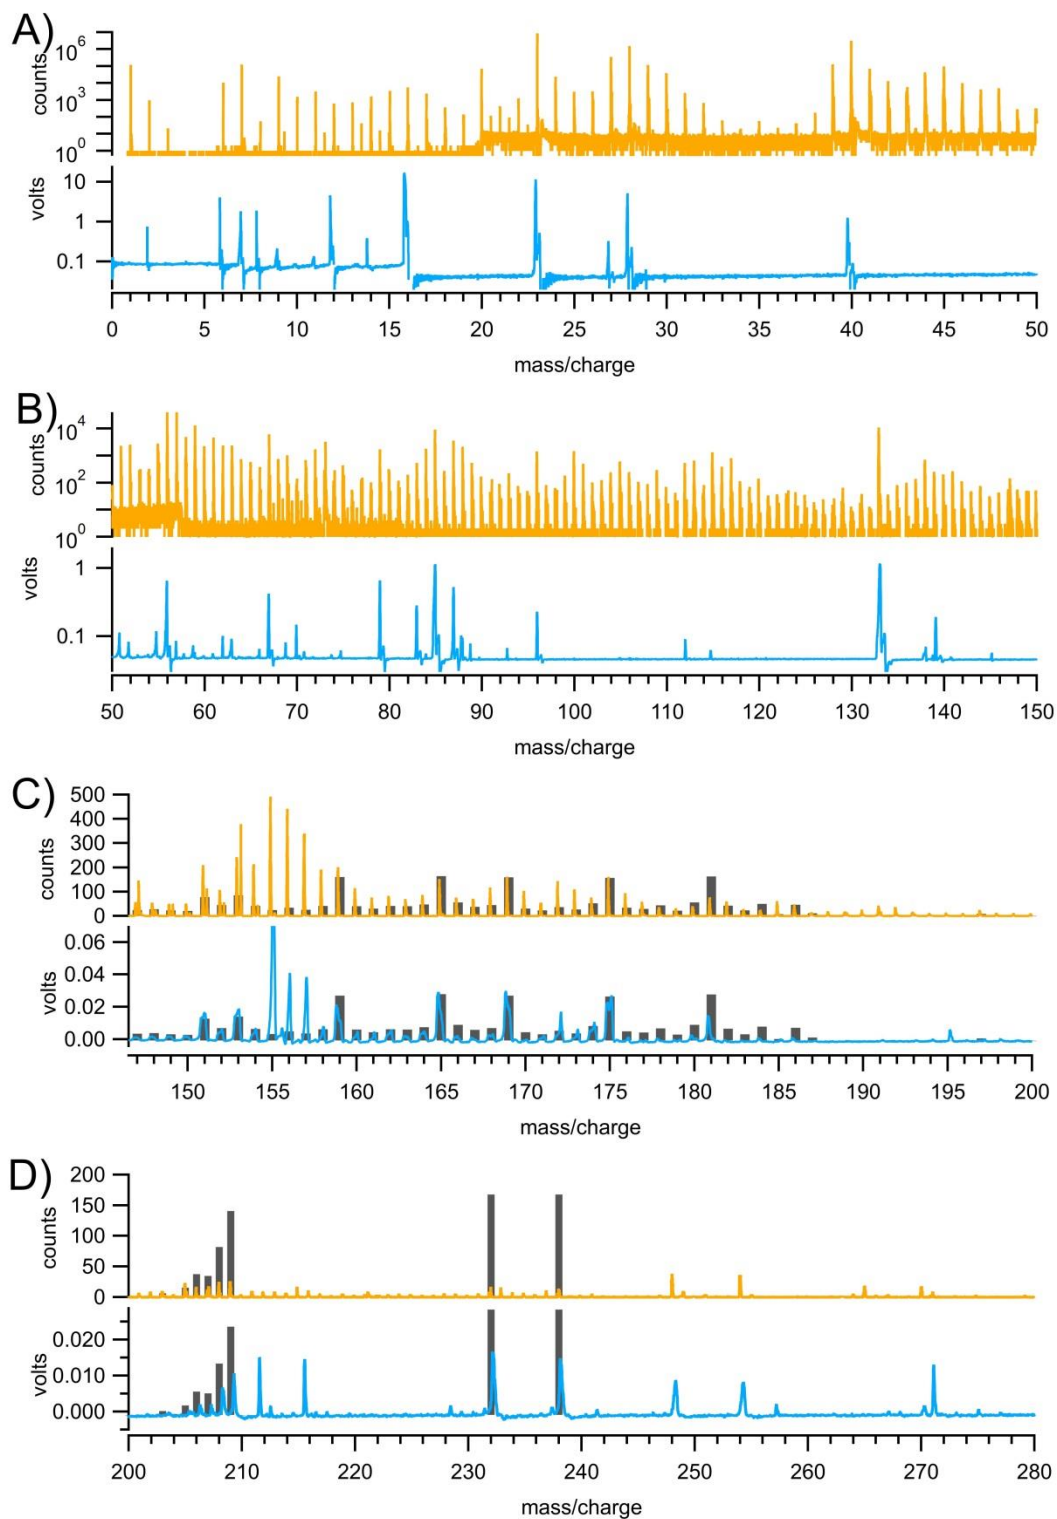 A)
counts
10^6
10^3
10^0
volts
10
1
0.1
0 5 10 15 20 25 30 35 40 45 50
mass/charge
B)
counts
10^4
10^2
10^0
volts
1
0.1
50 60 70 80 90 100 110 120 130 140 150
mass/charge
C)
counts
500
400
300
200
100
0
volts
0.06
0.04
0.02
0.00
150 155 160 165 170 175 180 185 190 195 200
mass/charge
D)
counts
200
150
100
50
0
volts
0.020
0.010
0.000
200 210 220 230 240 250 260 270 280
mass/charge